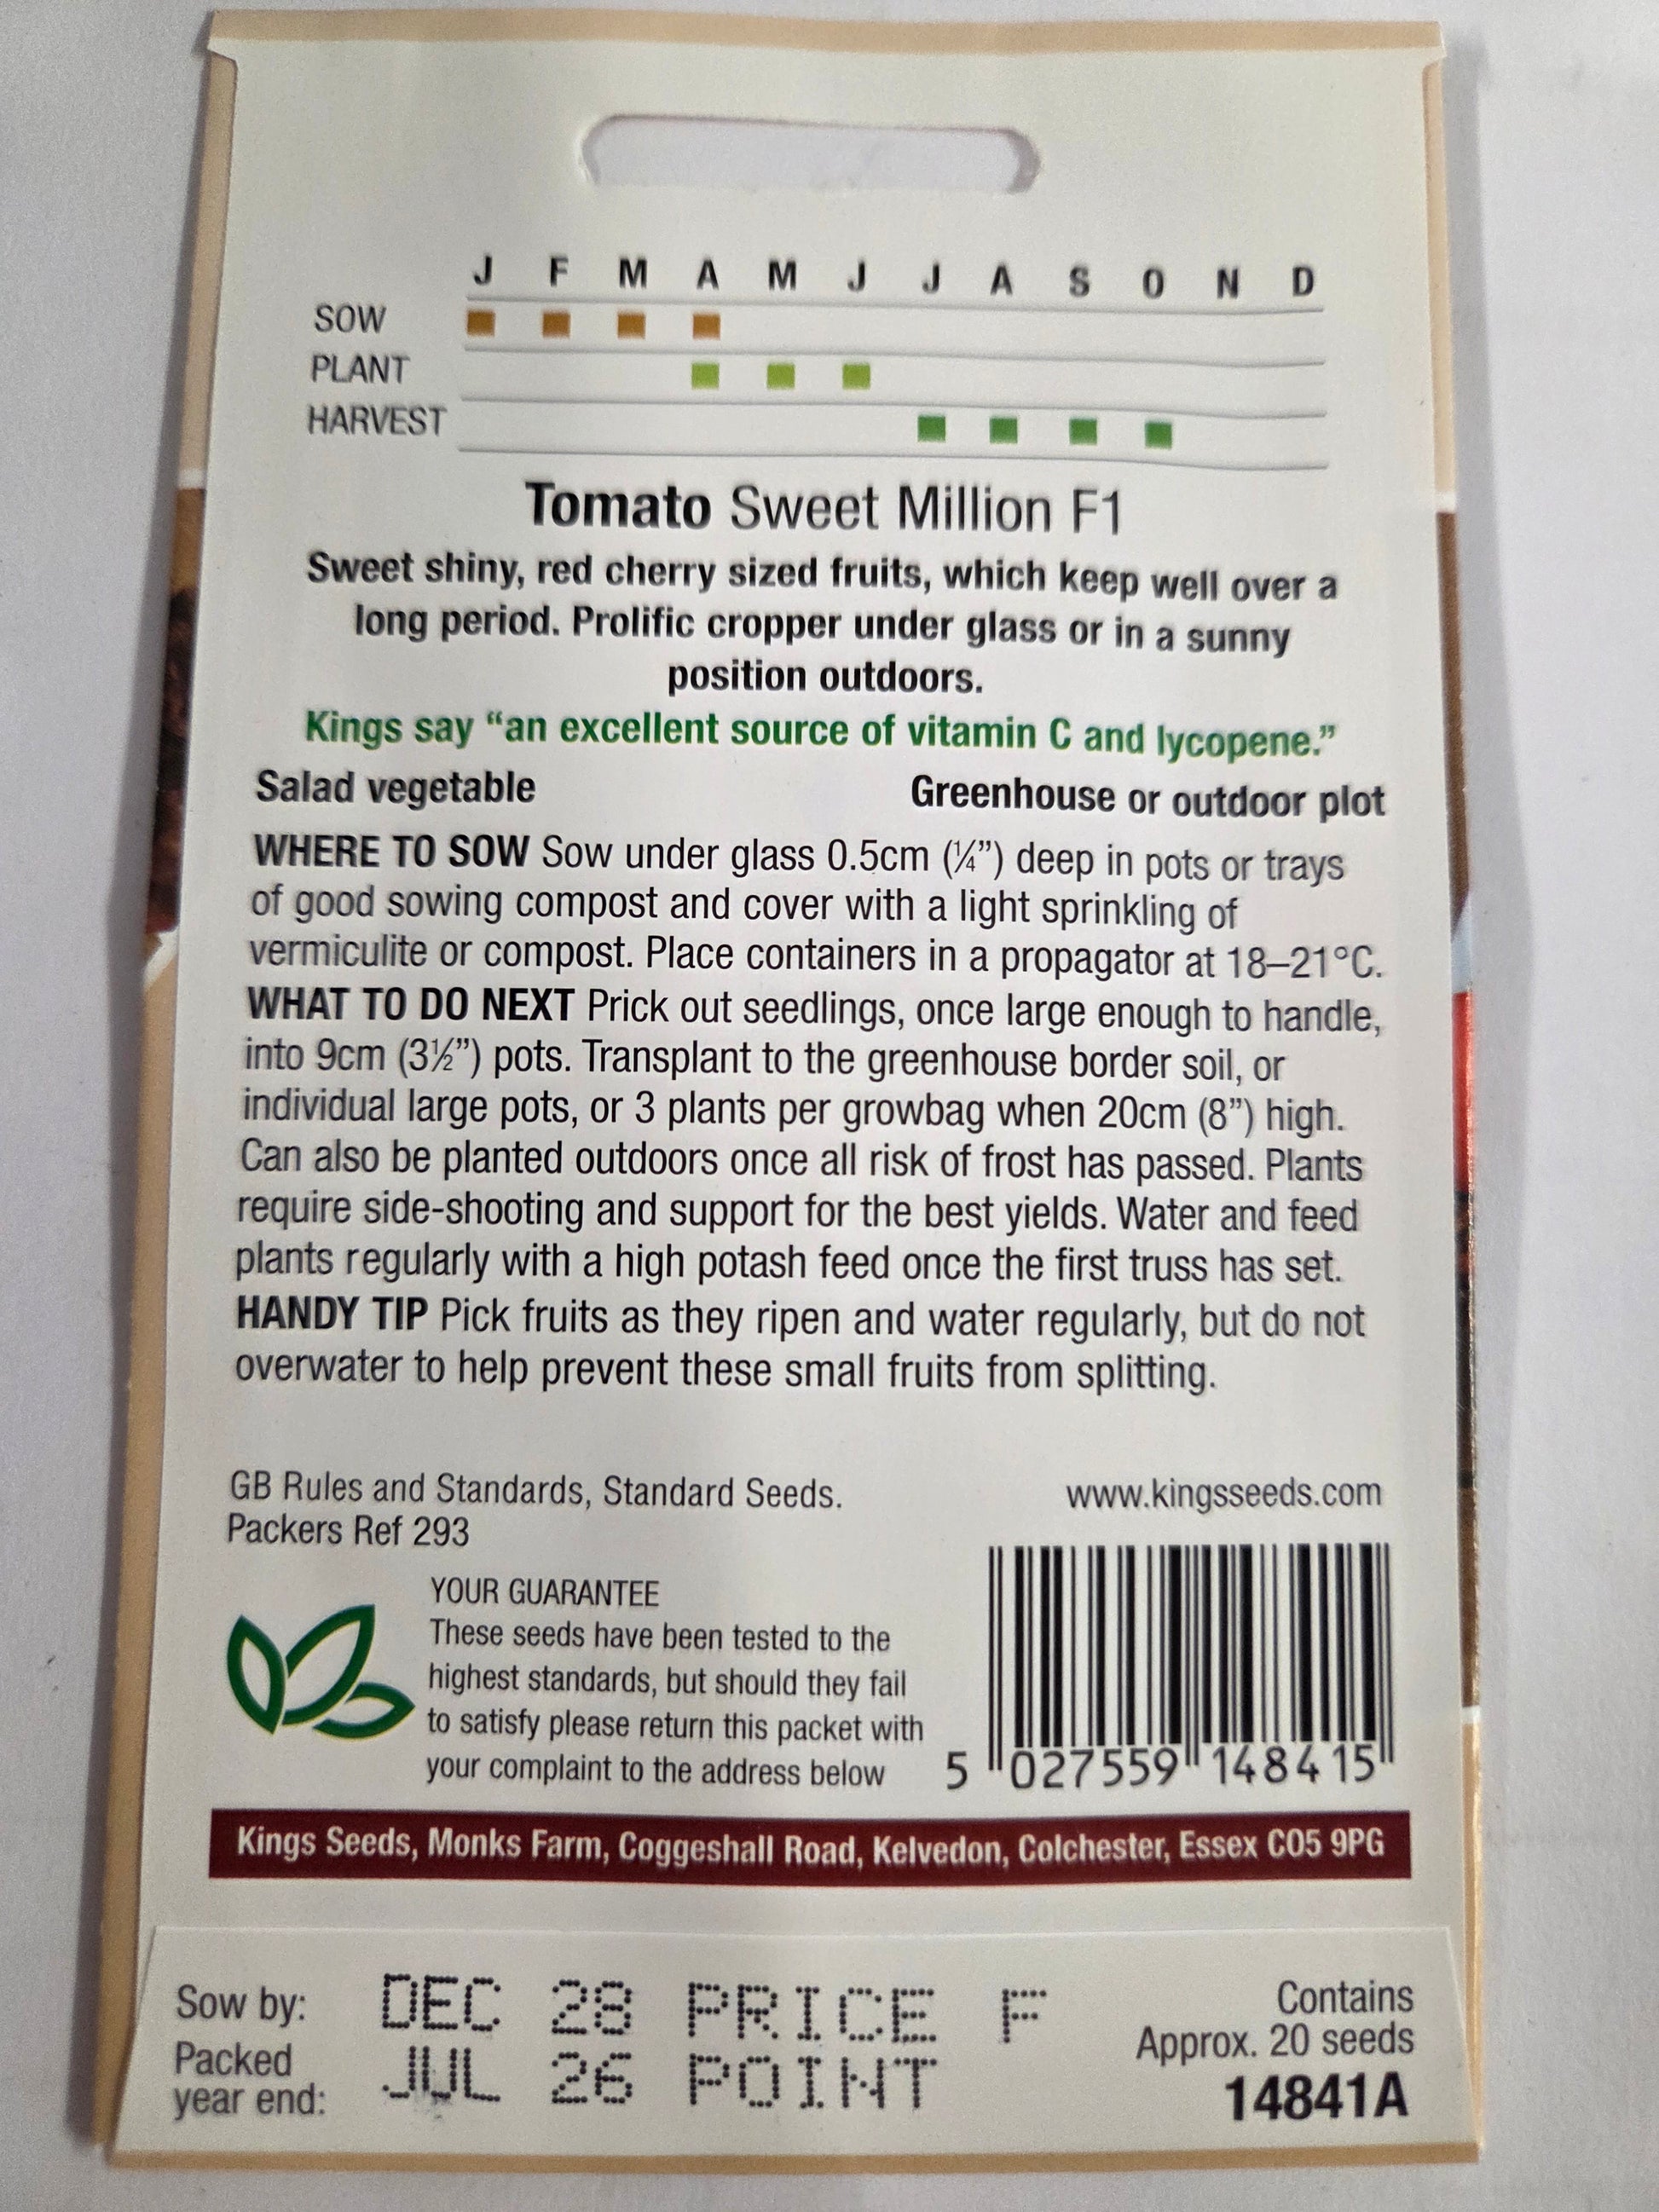 J F M A M J J A S O N D
SOW
PLANT
HARVEST
Tomato Sweet Million F1
Sweet shiny, red cherry sized fruits, which keep well over a
long period. Prolific cropper under glass or in a sunny
position outdoors.
Kings say “an excellent source of vitamin C and lycopene.”
Salad vegetable Greenhouse or outdoor plot
WHERE TO SOW Sow under glass 0.5cm (¼”) deep in pots or trays
of good sowing compost and cover with a light sprinkling of
vermiculite or compost. Place containers in a propagator at 18–21°C.
WHAT TO DO NEXT Prick out seedlings, once large enough to handle,
into 9cm (3½”) pots. Transplant to the greenhouse border soil, or
individual large pots, or 3 plants per growbag when 20cm (8”) high.
Can also be planted outdoors once all risk of frost has passed. Plants
require side-shooting and support for the best yields. Water and feed
plants regularly with a high potash feed once the first truss has set.
HANDY TIP Pick fruits as they ripen and water regularly, but do not
overwater to help prevent these small fruits from splitting.
GB Rules and Standards, Standard Seeds. www.kingsseeds.com
Packers Ref 293
YOUR GUARANTEE
These seeds have been tested to the
highest standards, but should they fail
to satisfy please return this packet with
your complaint to the address below
5 027559 148415
Kings Seeds, Monks Farm, Coggeshall Road, Kelvedon, Colchester, Essex CO5 9PG
Sow by: DEC 28 PRICE F
Packed year end: JUL 26 POINT
Contains
Approx. 20 seeds
14841A